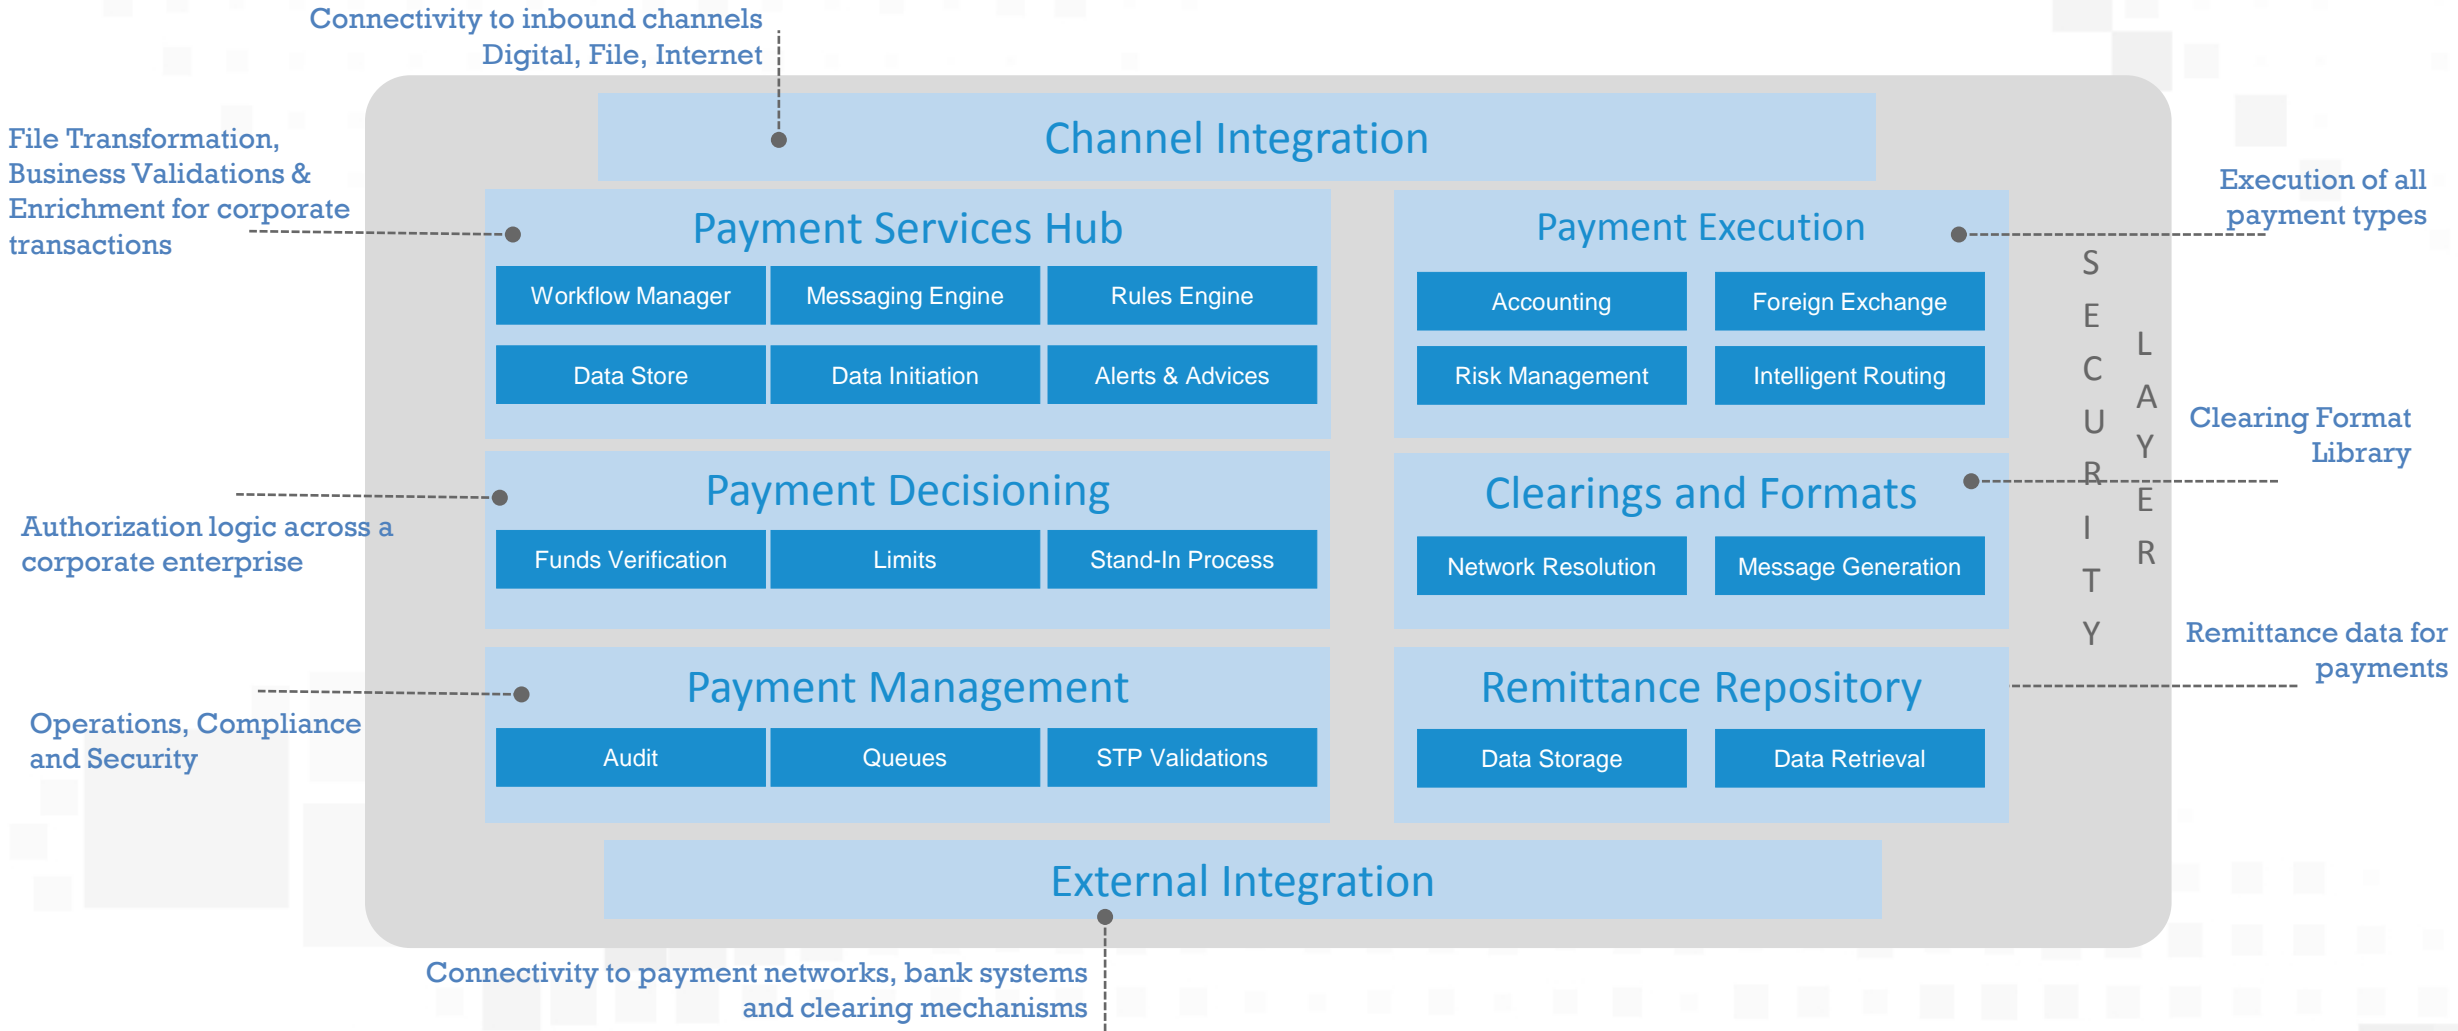 Connectivity to inbound channels
Digital, File, Internet
Channel Integration
File Transformation,
Business Validations &
Enrichment for corporate
transactions
Payment Services Hub
Workflow Manager
Messaging Engine
Rules Engine
Data Store
Data Initiation
Alerts & Advices
Payment Execution
Accounting
Foreign Exchange
Risk Management
Intelligent Routing
Execution of all
payment types
SECURITY
LAYER
Authorization logic across a
corporate enterprise
Payment Decisioning
Funds Verification
Limits
Stand-In Process
Clearings and Formats
Network Resolution
Message Generation
Clearing Format
Library
Operations, Compliance
and Security
Payment Management
Audit
Queues
STP Validations
Remittance Repository
Data Storage
Data Retrieval
Remittance data for
payments
External Integration
Connectivity to payment networks, bank systems
and clearing mechanisms